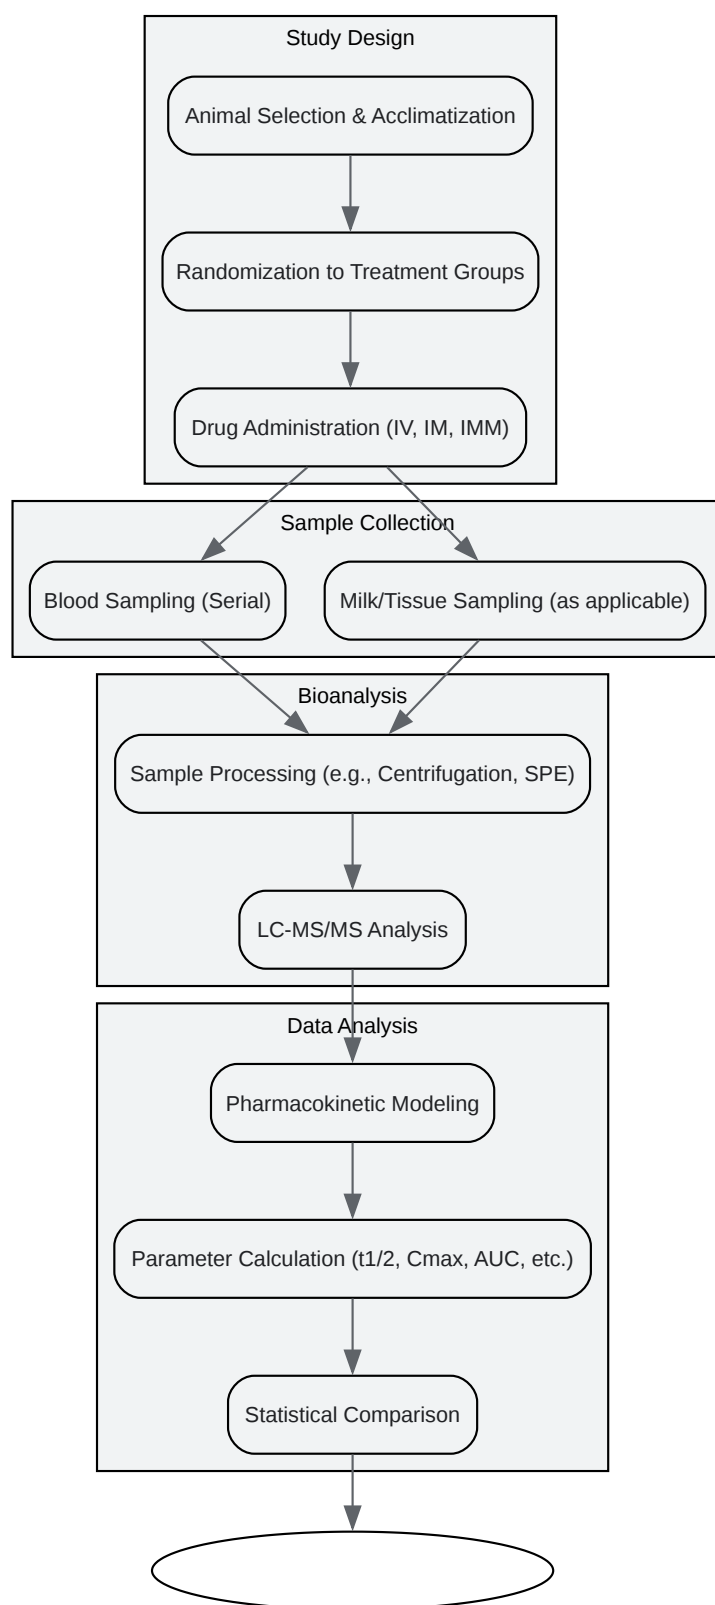 Study Design
Animal Selection & Acclimatization
Randomization to Treatment Groups
Drug Administration (IV, IM, IMM)
Sample Collection
Blood Sampling (Serial)
Milk/Tissue Sampling (as applicable)
Bioanalysis
Sample Processing (e.g., Centrifugation, SPE)
LC-MS/MS Analysis
Data Analysis
Pharmacokinetic Modeling
Parameter Calculation (t1/2, Cmax, AUC, etc.)
Statistical Comparison